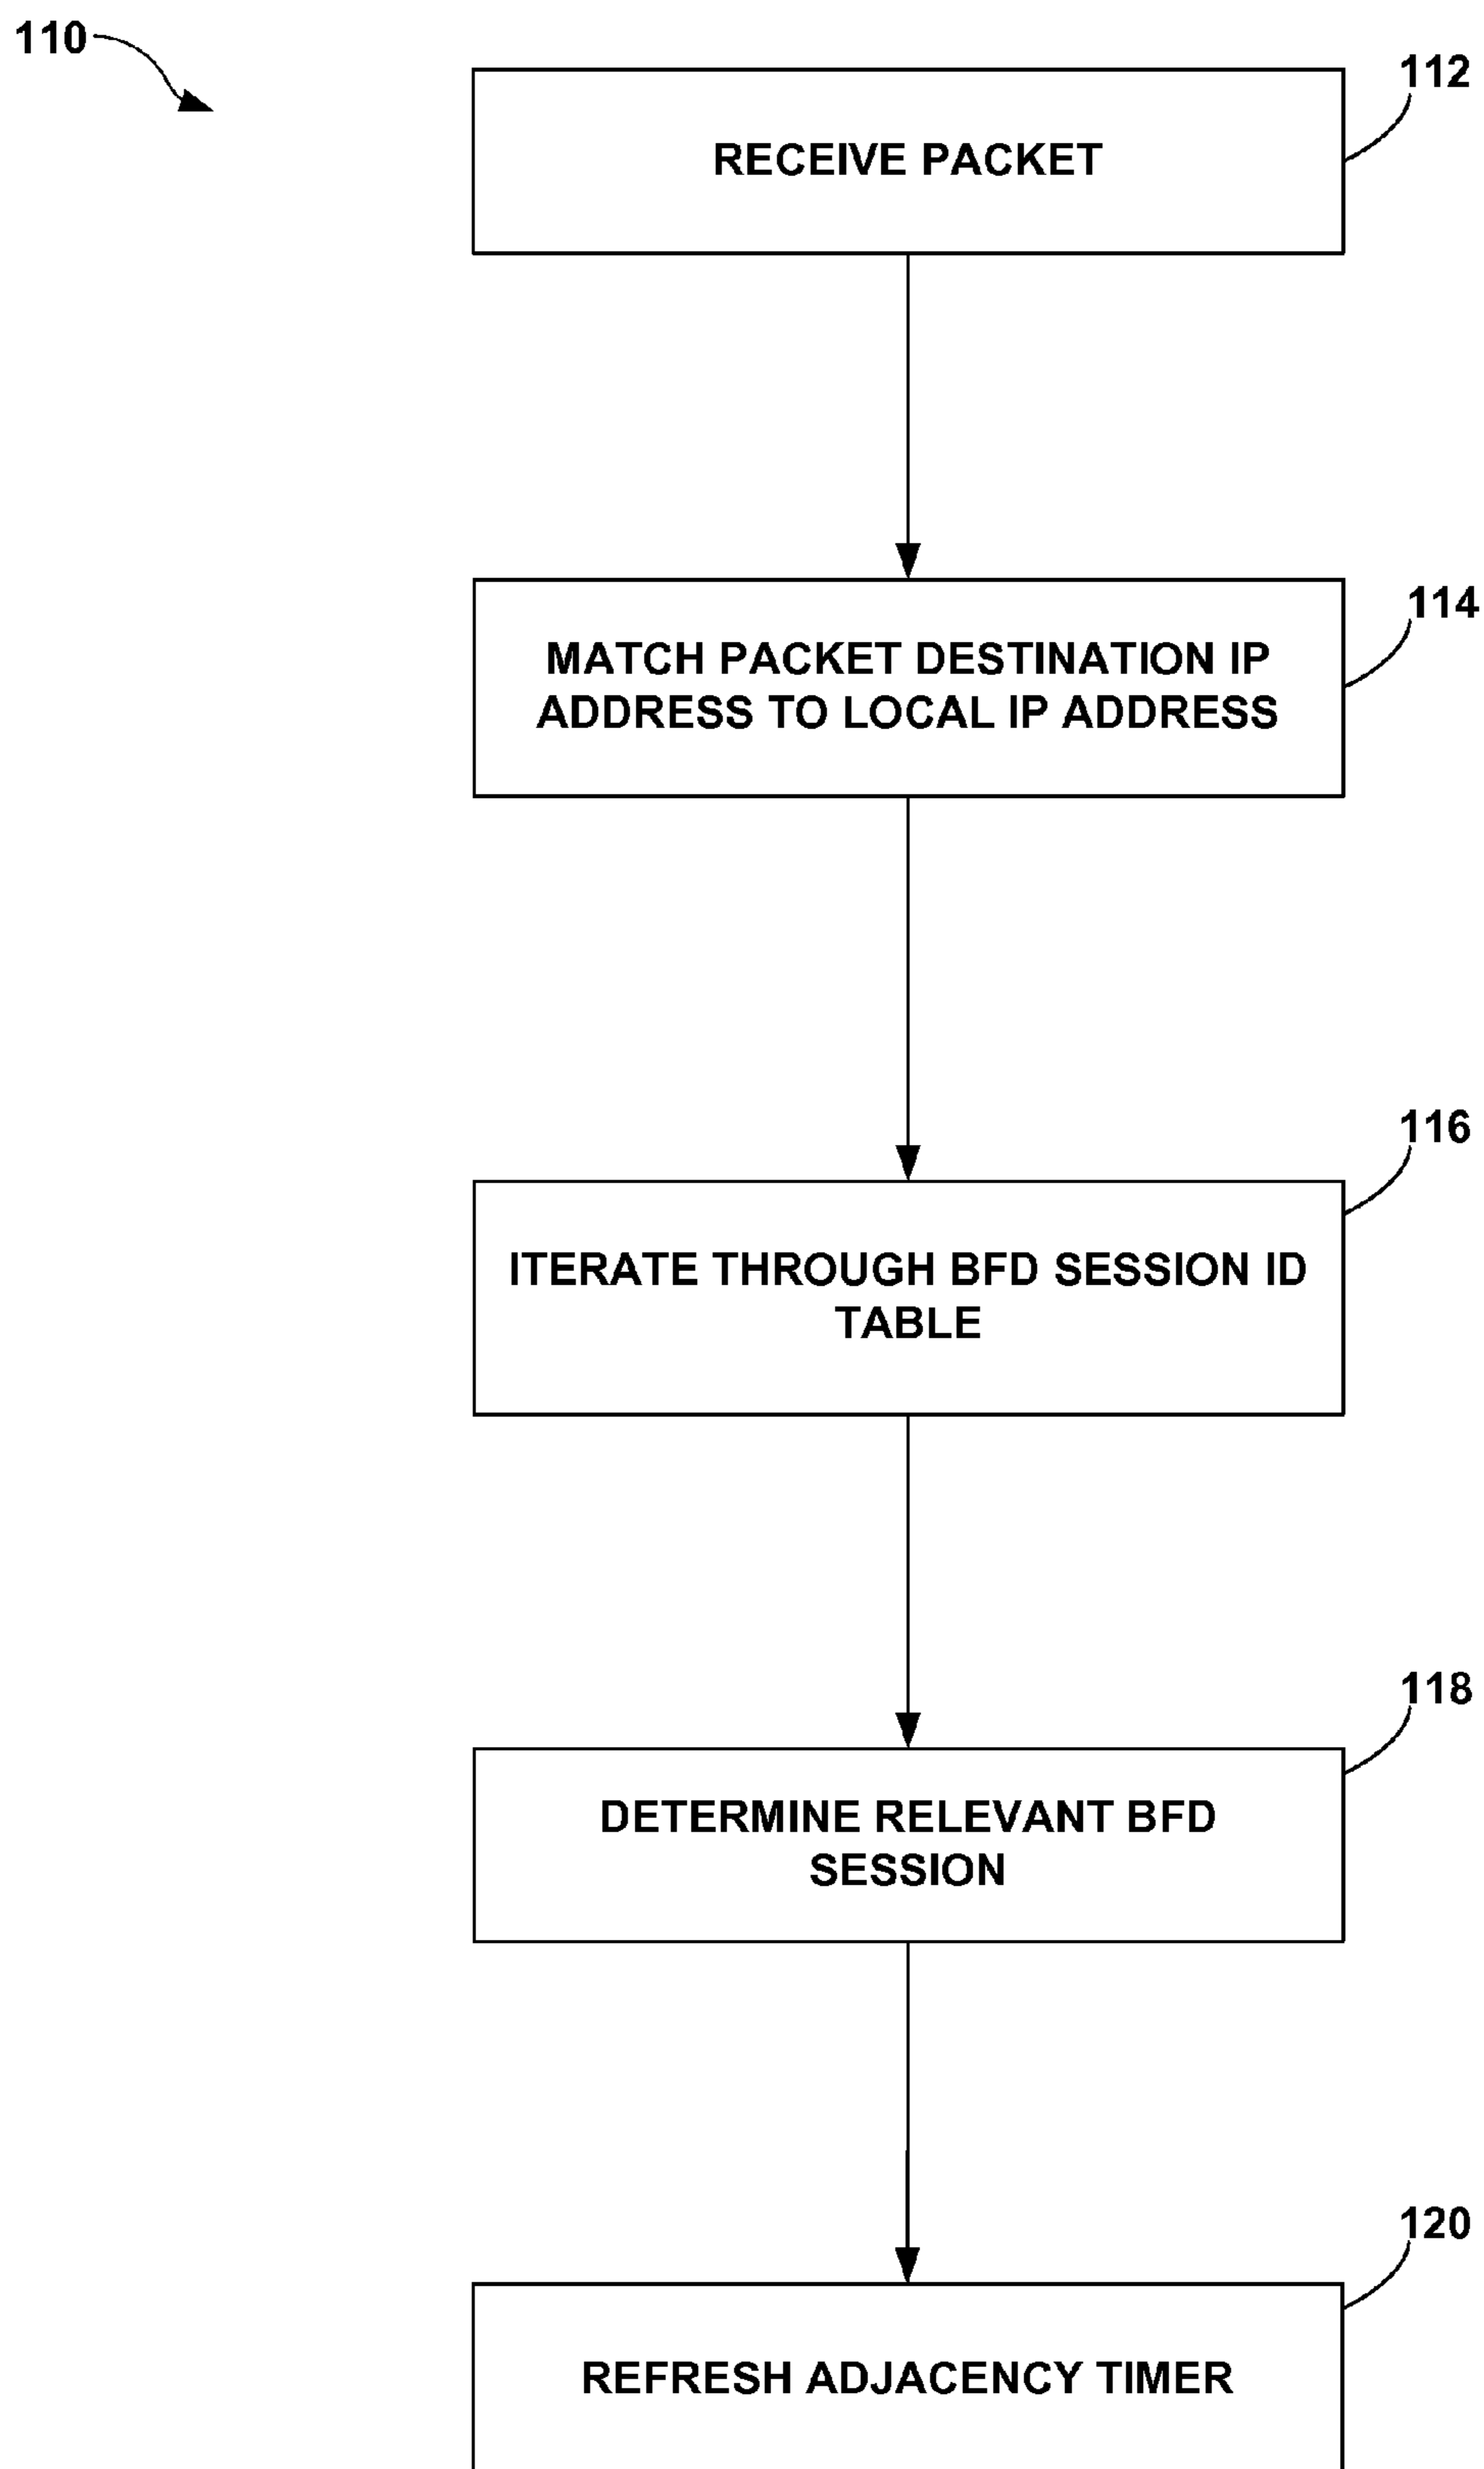 110
112
RECEIVE PACKET
114
MATCH PACKET DESTINATION IP
ADDRESS TO LOCAL IP ADDRESS
116
ITERATE THROUGH BFD SESSION ID
TABLE
118
DETERMINE RELEVANT BFD
SESSION
120
REFRESH ADJACENCY TIMER